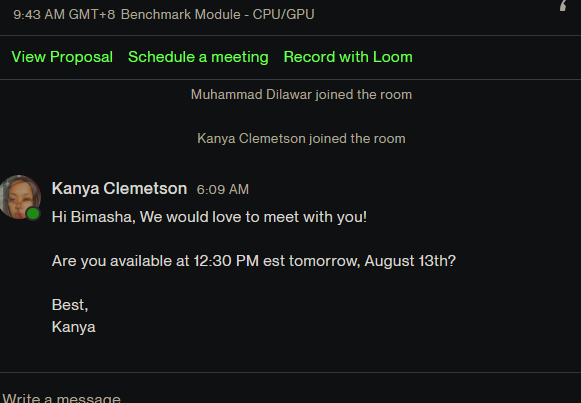 9:43 AM GMT+8 Benchmark Module - CPU/GPU
View Proposal Schedule a meeting Record with Loom
Muhammad Dilawar joined the room
Kanya Clemetson joined the room
Kanya Clemetson 6:09 AM
Hi Bimasha, We would love to meet with you!
Are you available at 12:30 PM est tomorrow, August 13th?
Best,
Kanya
Write a message